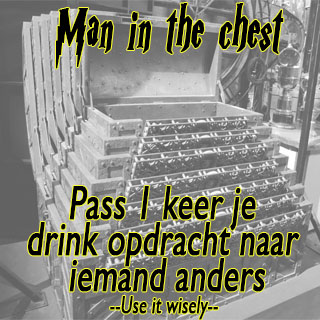 Man in the chest
Pass 1 keer je
drink opdracht naar
iemand anders
--Use it wisely--